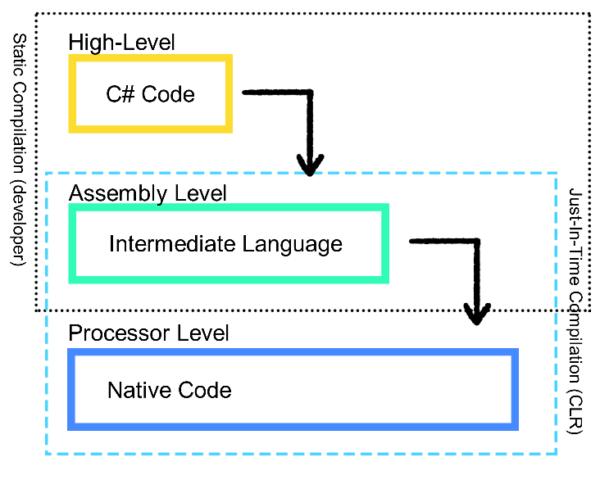 High-Level
C# Code
Static Compilation (developer)
Assembly Level
Intermediate Language
Just-In-Time Compilation (CLR)
Processor Level
Native Code